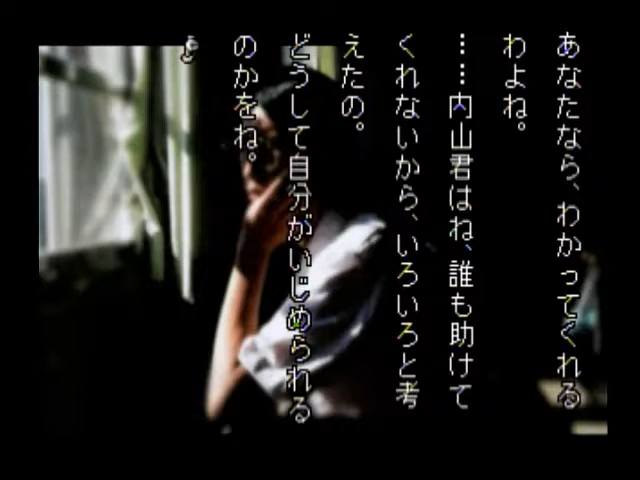 あなたなら、わかってくれる
わよね。
……内山君はね、誰も助けて
くれないから、いろいろと考
えたの。
どうして自分がいじめられる
のかをね。